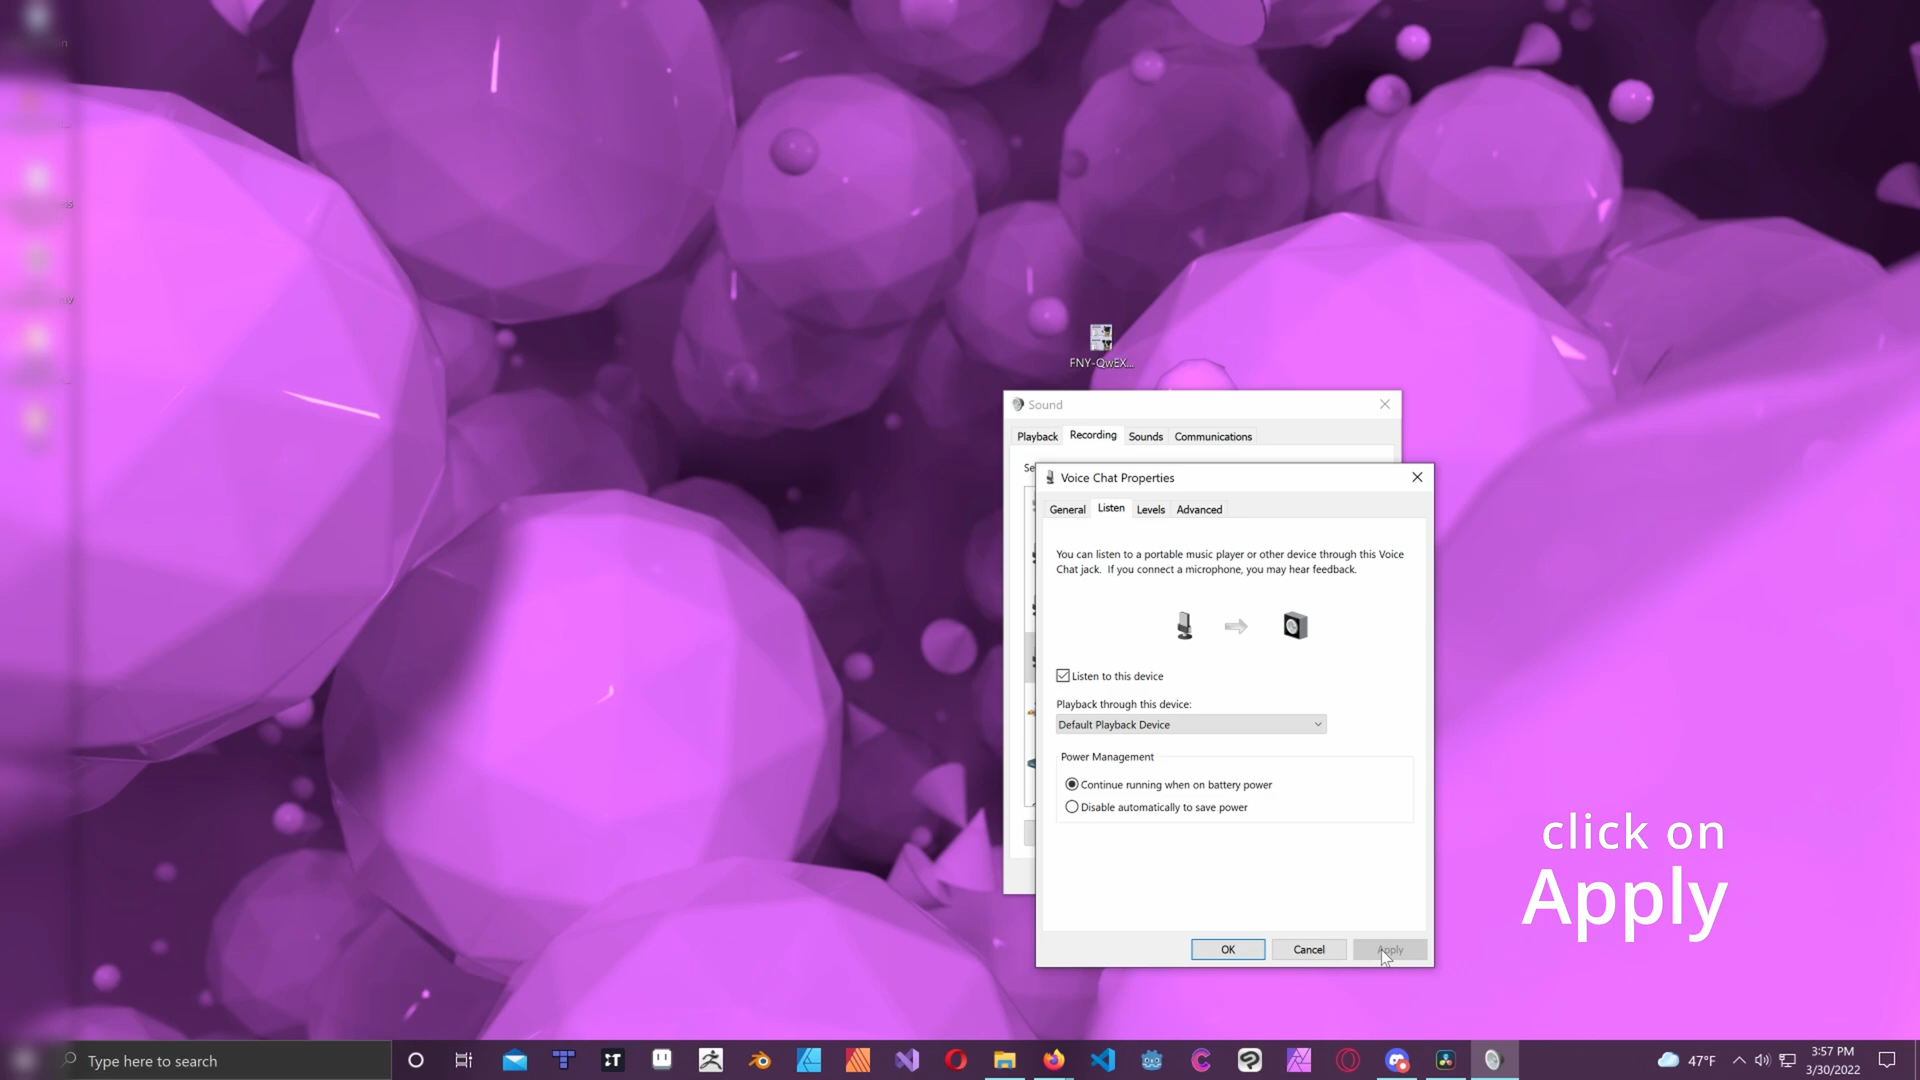 FNY-QwEX...
Sound
Playback Recording Sounds Communications
Se
Voice Chat Properties
General Listen Levels Advanced
You can listen to a portable music player or other device through this Voice
Chat jack. If you connect a microphone, you may hear feedback.
Listen to this device
Playback through this device:
Default Playback Device
Power Management
Continue running when on battery power
Disable automatically to save power
OK Cancel Apply
click on
Apply
Type here to search
47°F
3:57 PM
3/30/2022